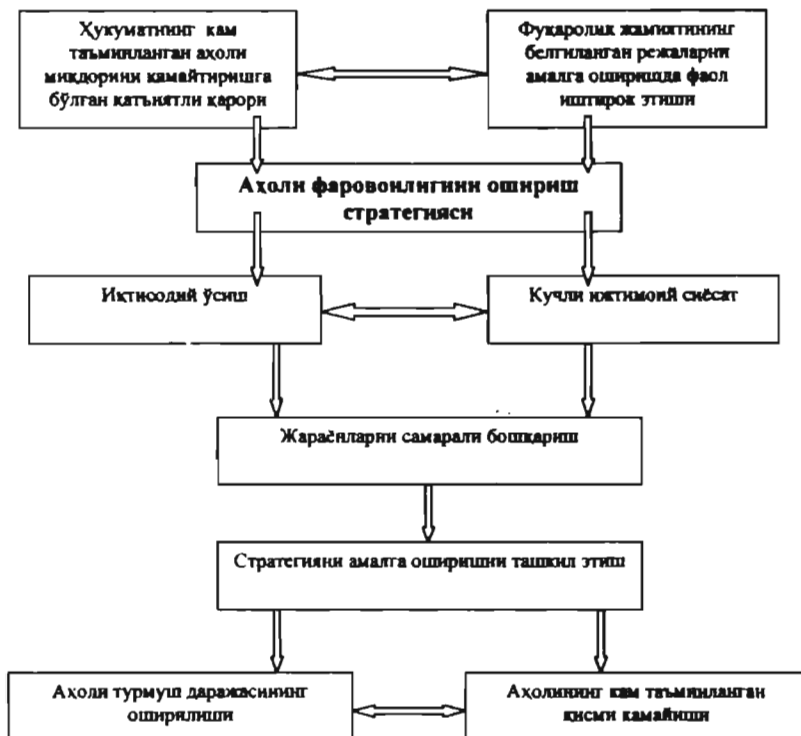 Ҳукуматнинг кам
таъминланган аҳоли
миқдорини камайтиришга
бўлган қатъиятли қарори
Фуқаролик жамиятининг
белгиланган режаларни
амалга оширишда фаол
иштирок этиши
Аҳоли фаровонлигини ошириш
стратегияси
Иқтисодий ўсиш
Кучли ижтимоий сиёсат
Жараёнларни самарали бошқариш
Стратегияни амалга оширишни ташкил этиш
Аҳоли турмуш даражасининг
оширилиши
Аҳолининг кам таъминланган
қисми камайиши